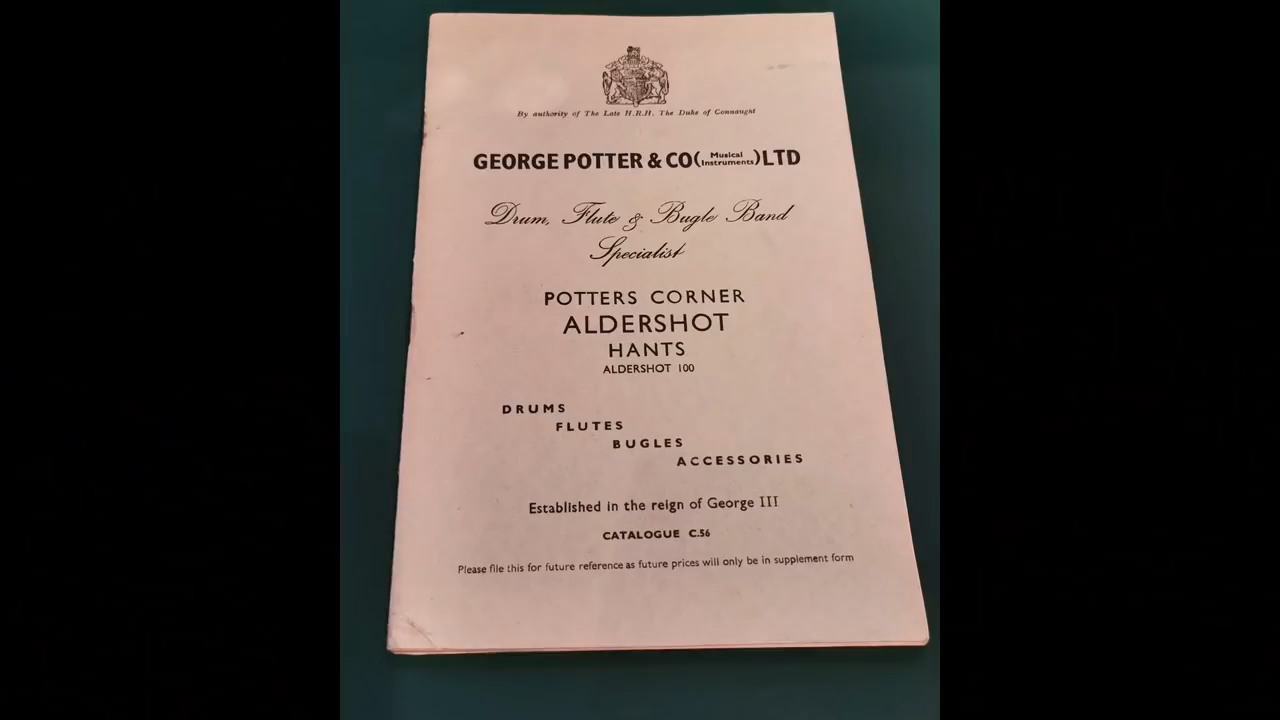 By authority of The Late H.R.H. The Duke of Connaught
GEORGE POTTER & CO (Musical Instruments) LTD
Drum, Flute & Bugle Band
Specialist
POTTERS CORNER
ALDERSHOT
HANTS
ALDERSHOT 100
DRUMS
FLUTES
BUGLES
ACCESSORIES
Established in the reign of George III
CATALOGUE C.56
Please file this for future reference as future prices will only be in supplement form